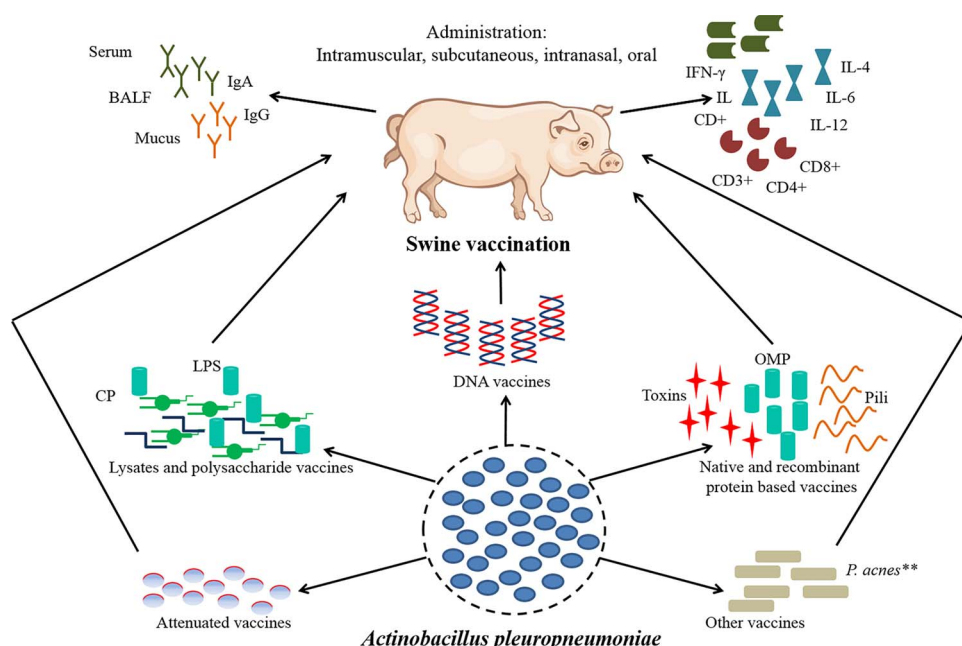 Administration:
Intramuscular, subcutaneous, intranasal, oral
Serum
IgA
BALF
IgG
Mucus
IFN-γ
IL-4
IL
IL-6
CD+
IL-12
CD8+
CD3+
CD4+
Swine vaccination
DNA vaccines
LPS
CP
Lysates and polysaccharide vaccines
OMP
Toxins
Pili
Native and recombinant
protein based vaccines
Attenuated vaccines
P. acnes**
Other vaccines
Actinobacillus pleuropneumoniae